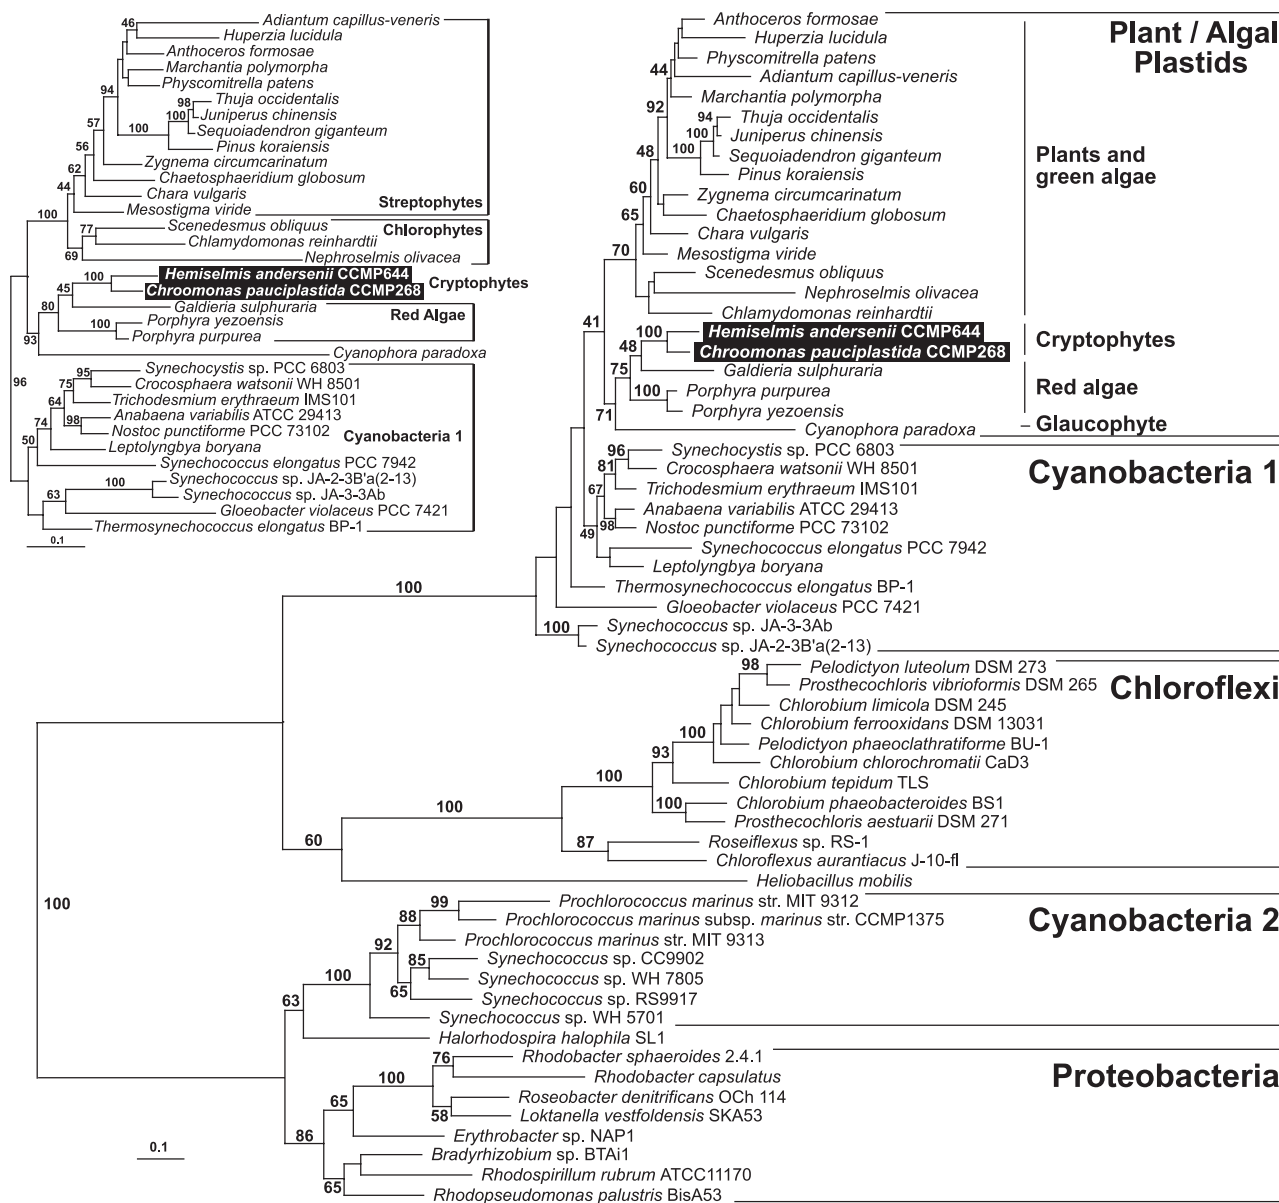 46
Adiantum capillus-veneris
Huperzia lucidula
Anthoceros formosae
Marchantia polymorpha
Physcomitrella patens
94
98
Thuja occidentalis
100
Juniperus chinensis
100
Sequoiadendron giganteum
Pinus koraiensis
57
56
Zygnema circumcarinatum
62
Chaetosphaeridium globosum
44
Chara vulgaris
Streptophytes
100
Mesostigma viride
Scenedesmus obliquus
Chlorophytes
77
Chlamydomonas reinhardtii
69
Nephroselmis olivacea
100
Hemiselmis andersenii CCMP644
Cryptophytes
45
Chroomonas pauciplastida CCMP268
80
Galdieria sulphuraria
Red Algae
100
Porphyra yezoensis
Porphyra purpurea
93
Cyanophora paradoxa
96
95
Synechocystis sp. PCC 6803
75
Crocosphaera watsonii WH 8501
64
Trichodesmium erythraeum IMS101
Anabaena variabilis ATCC 29413
74
98
Nostoc punctiforme PCC 73102
Cyanobacteria 1
50
Leptolyngbya boryana
Synechococcus elongatus PCC 7942
100
Synechococcus sp. JA-2-3B'a(2-13)
63
Synechococcus sp. JA-3-3Ab
Gloeobacter violaceus PCC 7421
Thermosynechococcus elongatus BP-1
0.1
Anthoceros formosae
Plant / Algal
Plastids
Huperzia lucidula
Physcomitrella patens
44
Adiantum capillus-veneris
92
Marchantia polymorpha
94
Thuja occidentalis
100
Juniperus chinensis
48
100
Sequoiadendron giganteum
Pinus koraiensis
Plants and
green algae
60
Zygnema circumcarinatum
65
Chaetosphaeridium globosum
Chara vulgaris
70
Mesostigma viride
Scenedesmus obliquus
Nephroselmis olivacea
Chlamydomonas reinhardtii
41
100
Hemiselmis andersenii CCMP644
Cryptophytes
48
Chroomonas pauciplastida CCMP268
75
Galdieria sulphuraria
100
Porphyra purpurea
Red algae
71
Porphyra yezoensis
Cyanophora paradoxa
Glaucophyte
96
Synechocystis sp. PCC 6803
81
Crocosphaera watsonii WH 8501
Cyanobacteria 1
67
Trichodesmium erythraeum IMS101
Anabaena variabilis ATCC 29413
49
98
Nostoc punctiforme PCC 73102
Synechococcus elongatus PCC 7942
Leptolyngbya boryana
100
Thermosynechococcus elongatus BP-1
Gloeobacter violaceus PCC 7421
100
Synechococcus sp. JA-3-3Ab
Synechococcus sp. JA-2-3B'a(2-13)
98
Pelodictyon luteolum DSM 273
Chloroflexi
Prosthecochloris vibrioformis DSM 265
Chlorobium limicola DSM 245
Chlorobium ferrooxidans DSM 13031
100
Pelodictyon phaeoclathratiforme BU-1
93
Chlorobium chlorochromatii CaD3
100
Chlorobium tepidum TLS
100
Chlorobium phaeobacteroides BS1
100
Prosthecochloris aestuarii DSM 271
60
87
Roseiflexus sp. RS-1
Chloroflexus aurantiacus J-10-fl
Heliobacillus mobilis
100
99
Prochlorococcus marinus str. MIT 9312
Cyanobacteria 2
88
Prochlorococcus marinus subsp. marinus str. CCMP1375
92
Prochlorococcus marinus str. MIT 9313
85
Synechococcus sp. CC9902
100
Synechococcus sp. WH 7805
65
Synechococcus sp. RS9917
63
Synechococcus sp. WH 5701
Halorhodospira halophila SL1
76
Rhodobacter sphaeroides 2.4.1
100
Rhodobacter capsulatus
Proteobacteria
65
Roseobacter denitrificans OCh 114
58
Loktanella vestfoldensis SKA53
86
Erythrobacter sp. NAP1
0.1
Bradyrhizobium sp. BTAi1
Rhodospirillum rubrum ATCC11170
65
Rhodopseudomonas palustris BisA53